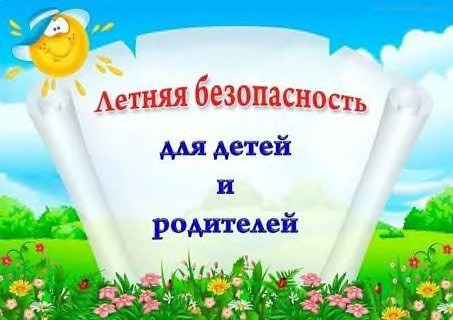 Летняя безопасность
для детей
и
родителей